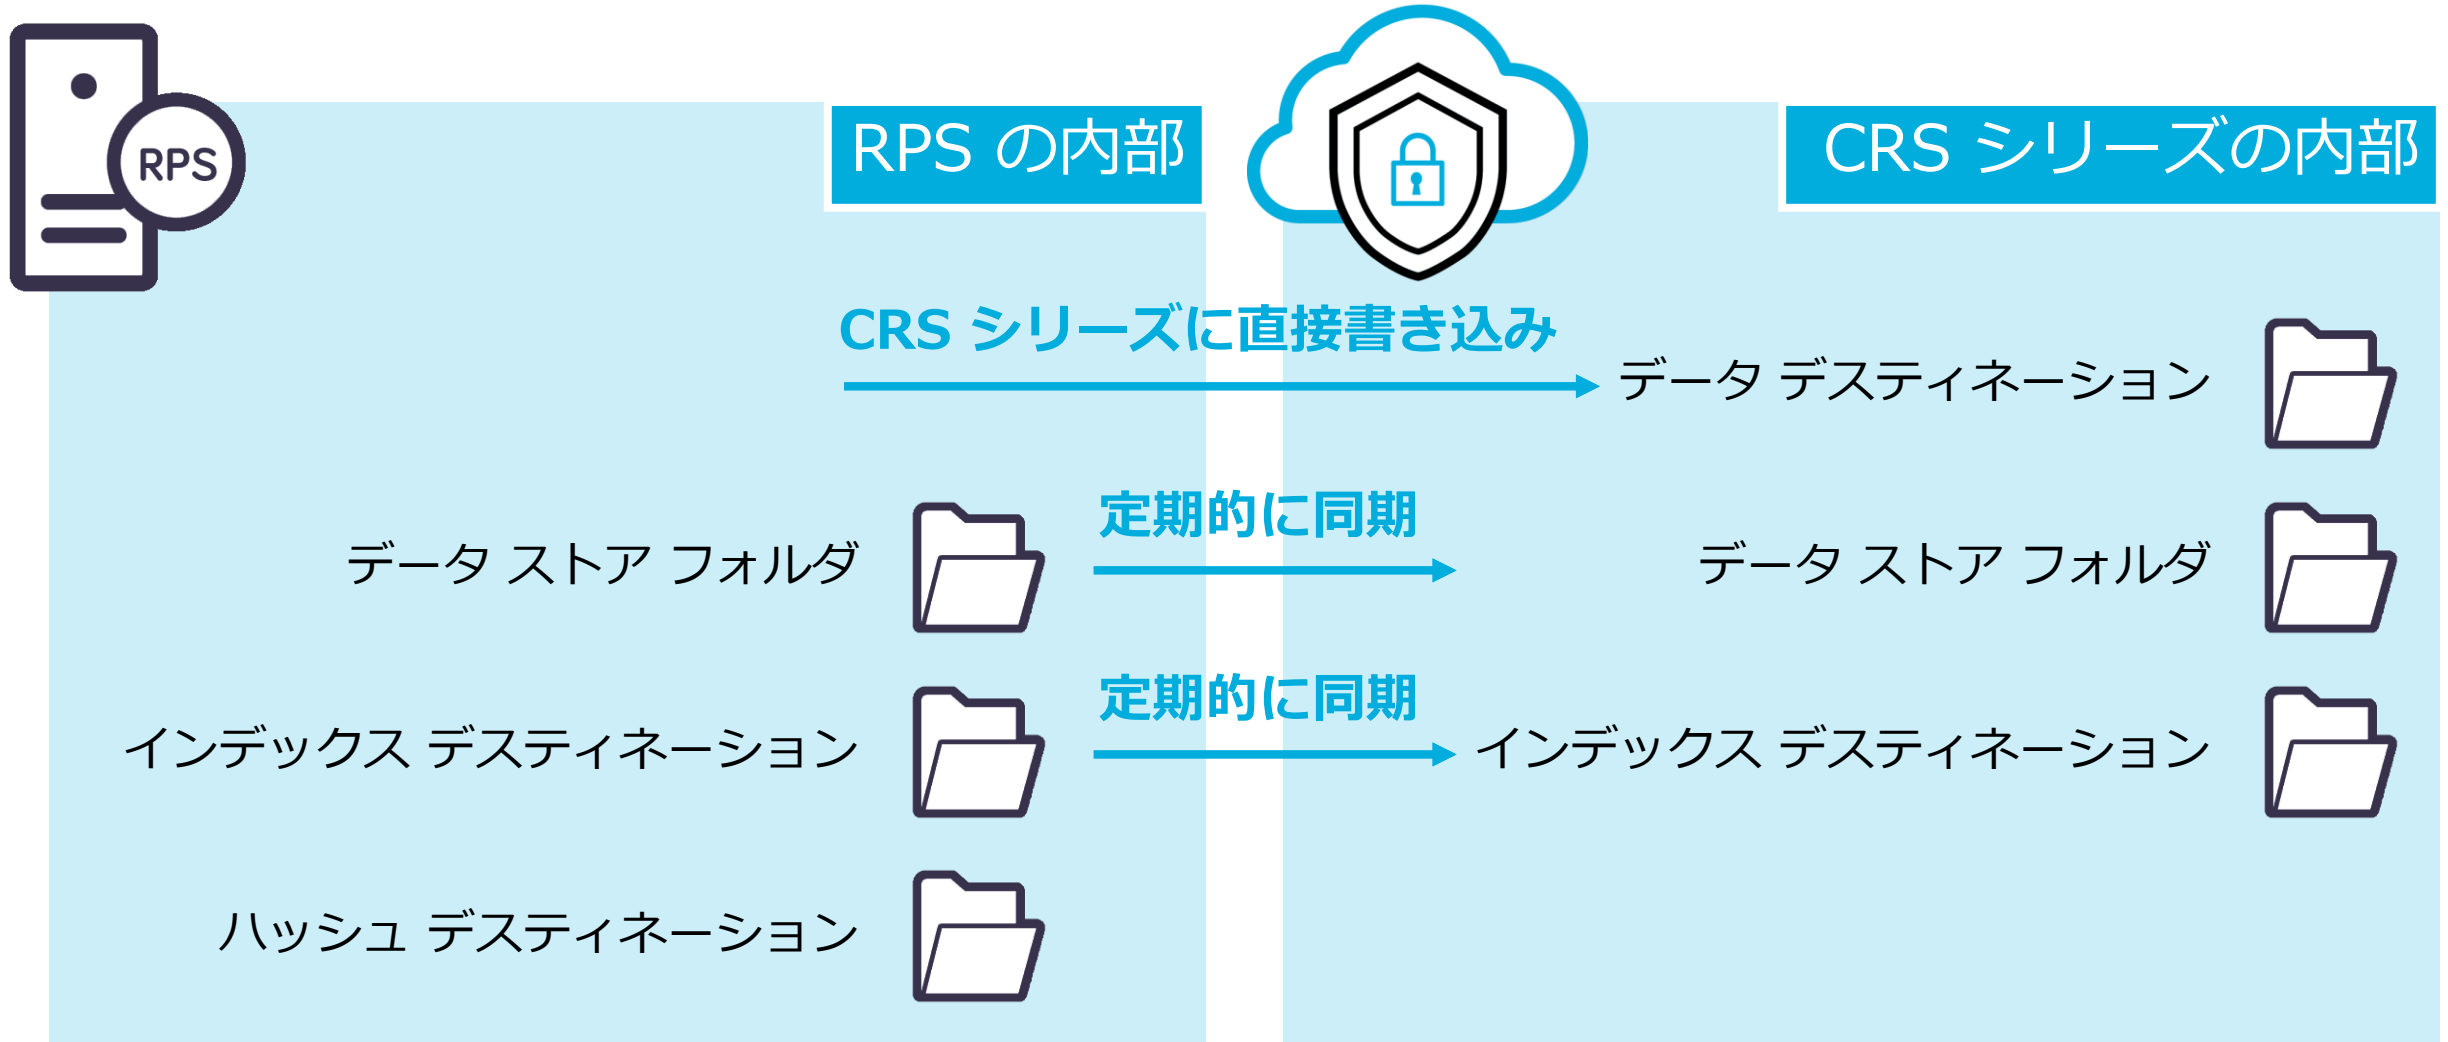 RPS
RPS の内部
CRS シリーズの内部
CRS シリーズに直接書き込み
データ デスティネーション
データ ストア フォルダ
定期的に同期
データ ストア フォルダ
インデックス デスティネーション
定期的に同期
インデックス デスティネーション
ハッシュ デスティネーション